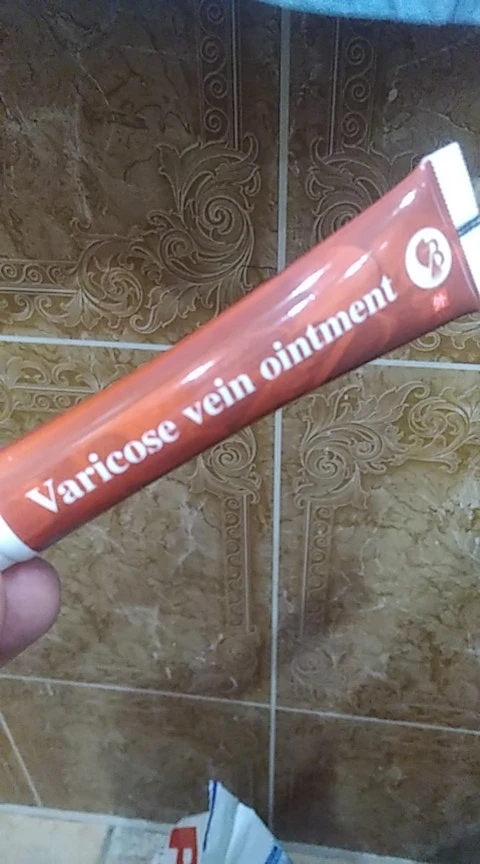 Varicose vein ointment